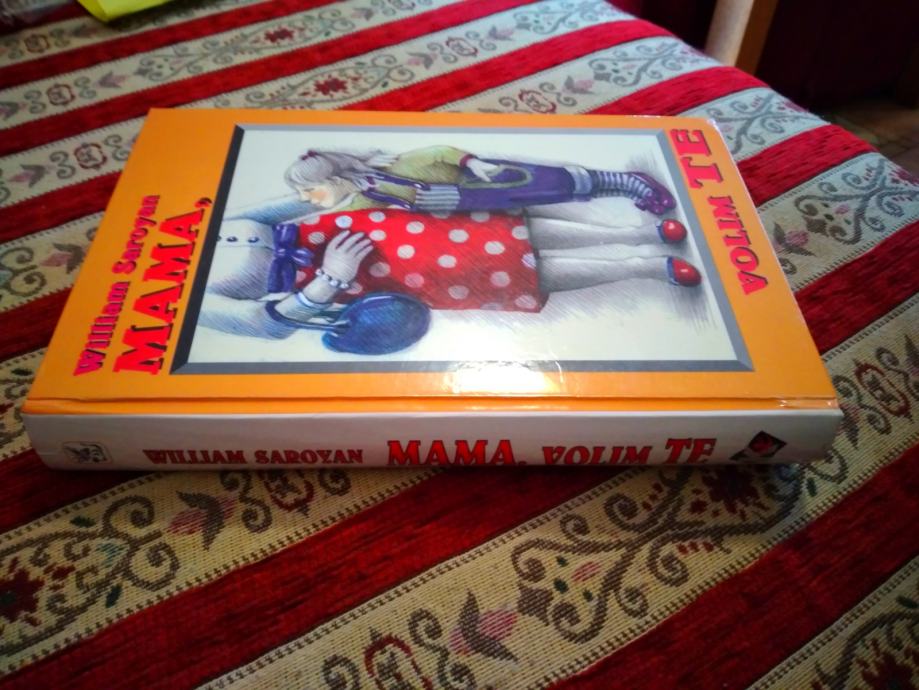 William Saroyan
MAMA,
VOLIM TE
WILLIAM SAROYAN MAMA, VOLIM TE